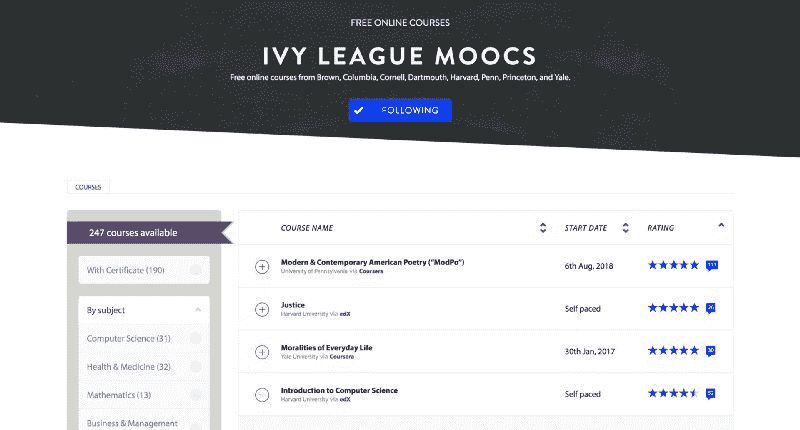 FREE ONLINE COURSES
IVY LEAGUE MOOCS
Free online courses from Brown, Columbia, Cornell, Dartmouth, Harvard, Penn, Princeton, and Yale.
FOLLOWING
COURSES
247 courses available
COURSE NAME START DATE RATING
With Certificate (190)
By subject
Computer Science (31)
Health & Medicine (32)
Mathematics (13)
Business & Management
Modern & Contemporary American Poetry ("ModPo") 6th Aug, 2018
University of Pennsylvania via Coursera
Justice Self paced
Harvard University via edX
Moralities of Everyday Life 30th Jan, 2017
Yale University via Coursera
Introduction to Computer Science Self paced
Harvard University via edX